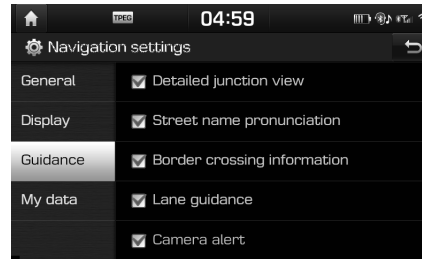 TPEG 04:59
Navigation settings
General
Detailed junction view
Display
Street name pronunciation
Guidance
Border crossing information
My data
Lane guidance
Camera alert